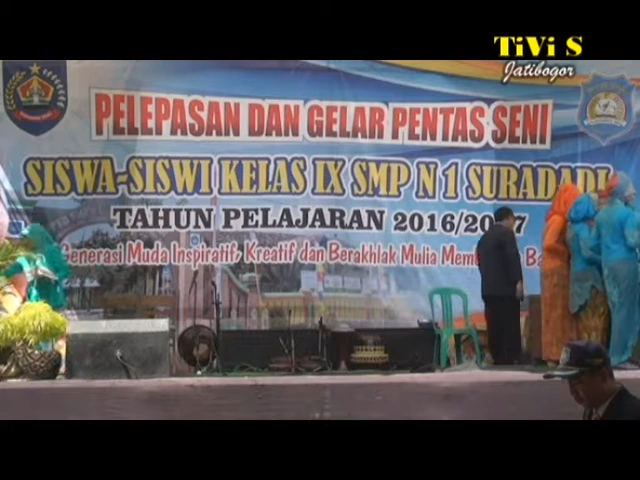 TiVi S
Jatibogor
PELEPASAN DAN GELAR PENTAS SENI
SISWA-SISWI KELAS IX SMP N 1 SURADADI
TAHUN PELAJARAN 2016/2017
Generasi Muda Inspiratif, Kreatif dan Berakhlak Mulia